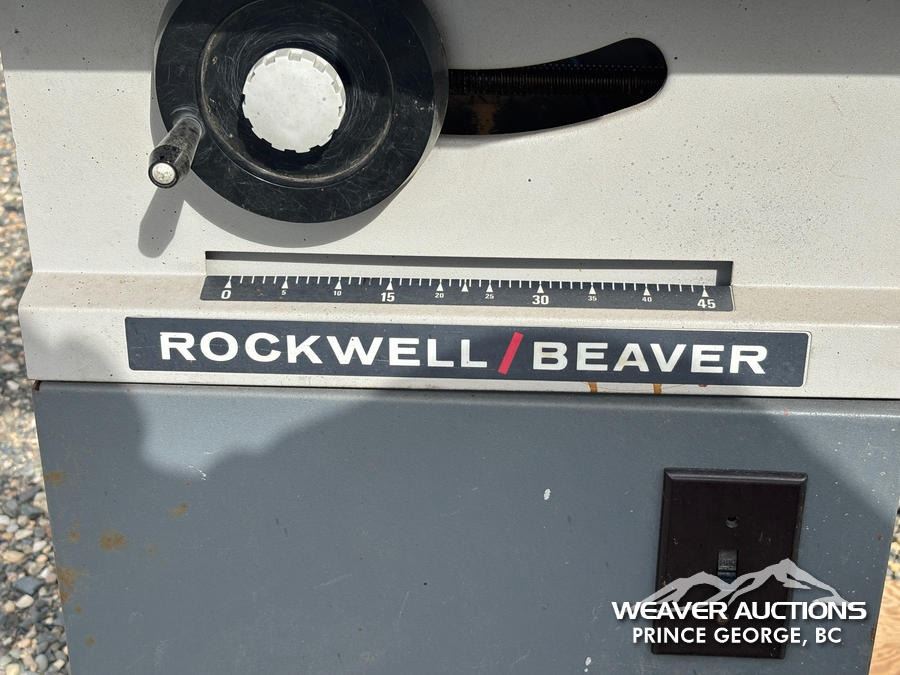 0 5 10 15 20 25 30 35 40 45
ROCKWELL/BEAVER
WEAVER AUCTIONS
PRINCE GEORGE, BC